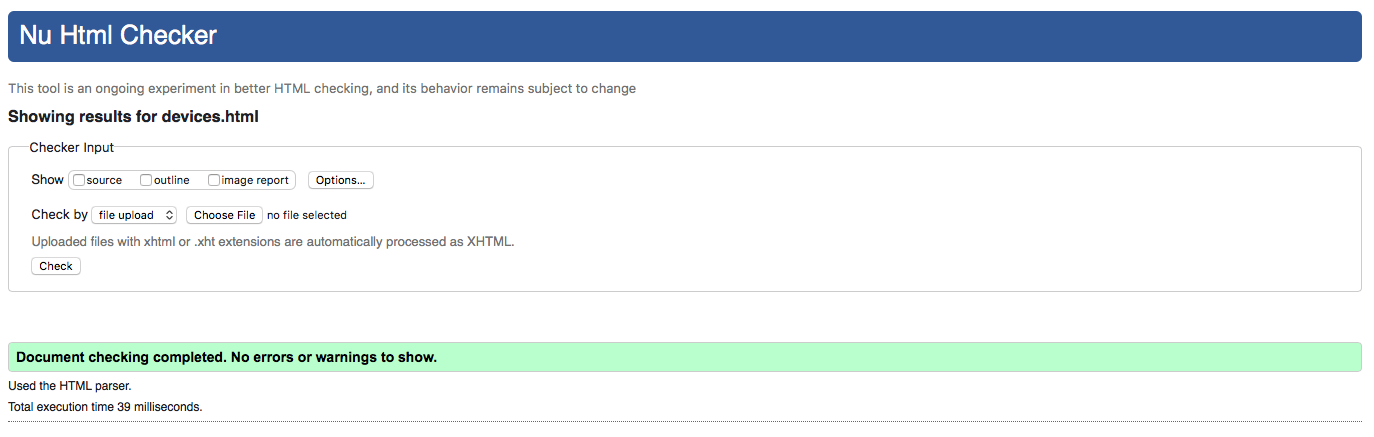 Nu Html Checker
This tool is an ongoing experiment in better HTML checking, and its behavior remains subject to change
Showing results for devices.html
Checker Input
Show source outline image report Options...
Check by file upload Choose File no file selected
Uploaded files with xhtml or .xht extensions are automatically processed as XHTML.
Check
Document checking completed. No errors or warnings to show.
Used the HTML parser.
Total execution time 39 milliseconds.